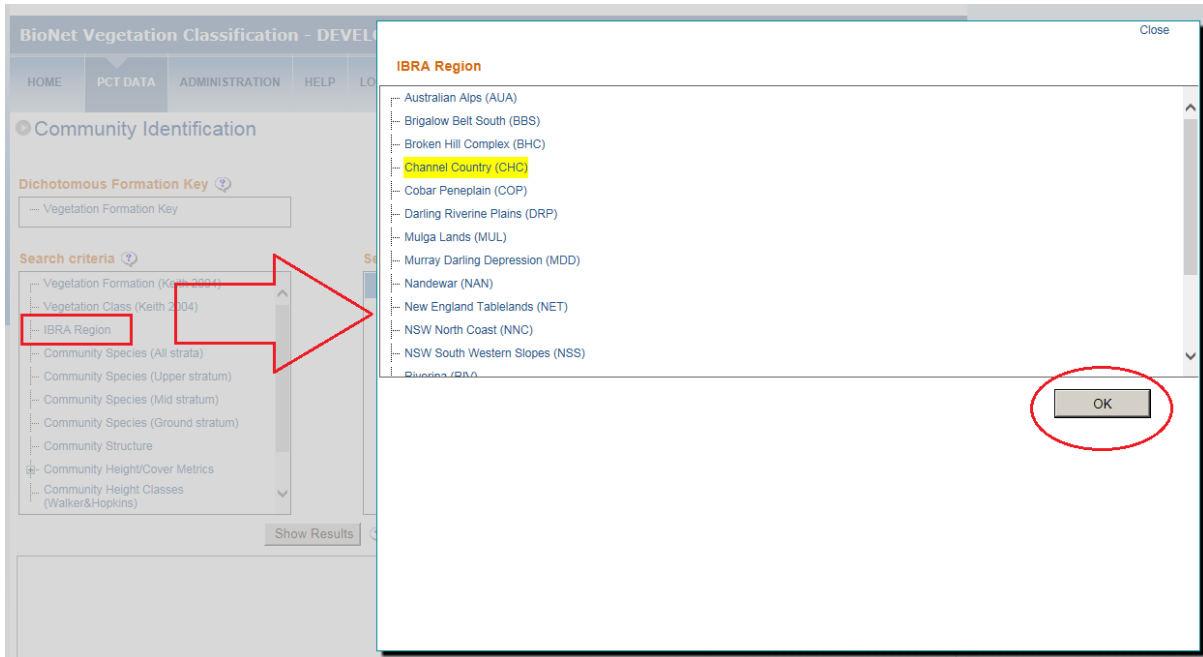 BioNet Vegetation Classification - DEVEL
HOME PCT DATA ADMINISTRATION HELP LO
Community Identification
Dichotomous Formation Key ?
Vegetation Formation Key
Search criteria ?
Se
Vegetation Formation (Keith 2004)
Vegetation Class (Keith 2004)
IBRA Region
Community Species (All strata)
Community Species (Upper stratum)
Community Species (Mid stratum)
Community Species (Ground stratum)
Community Structure
Community Height/Cover Metrics
Community Height Classes
(Walker&Hopkins)
Show Results
Close
IBRA Region
Australian Alps (AUA)
Brigalow Belt South (BBS)
Broken Hill Complex (BHC)
Channel Country (CHC)
Cobar Peneplain (COP)
Darling Riverine Plains (DRP)
Mulga Lands (MUL)
Murray Darling Depression (MDD)
Nandewar (NAN)
New England Tablelands (NET)
NSW North Coast (NNC)
NSW South Western Slopes (NSS)
Riverina (RIV)
OK